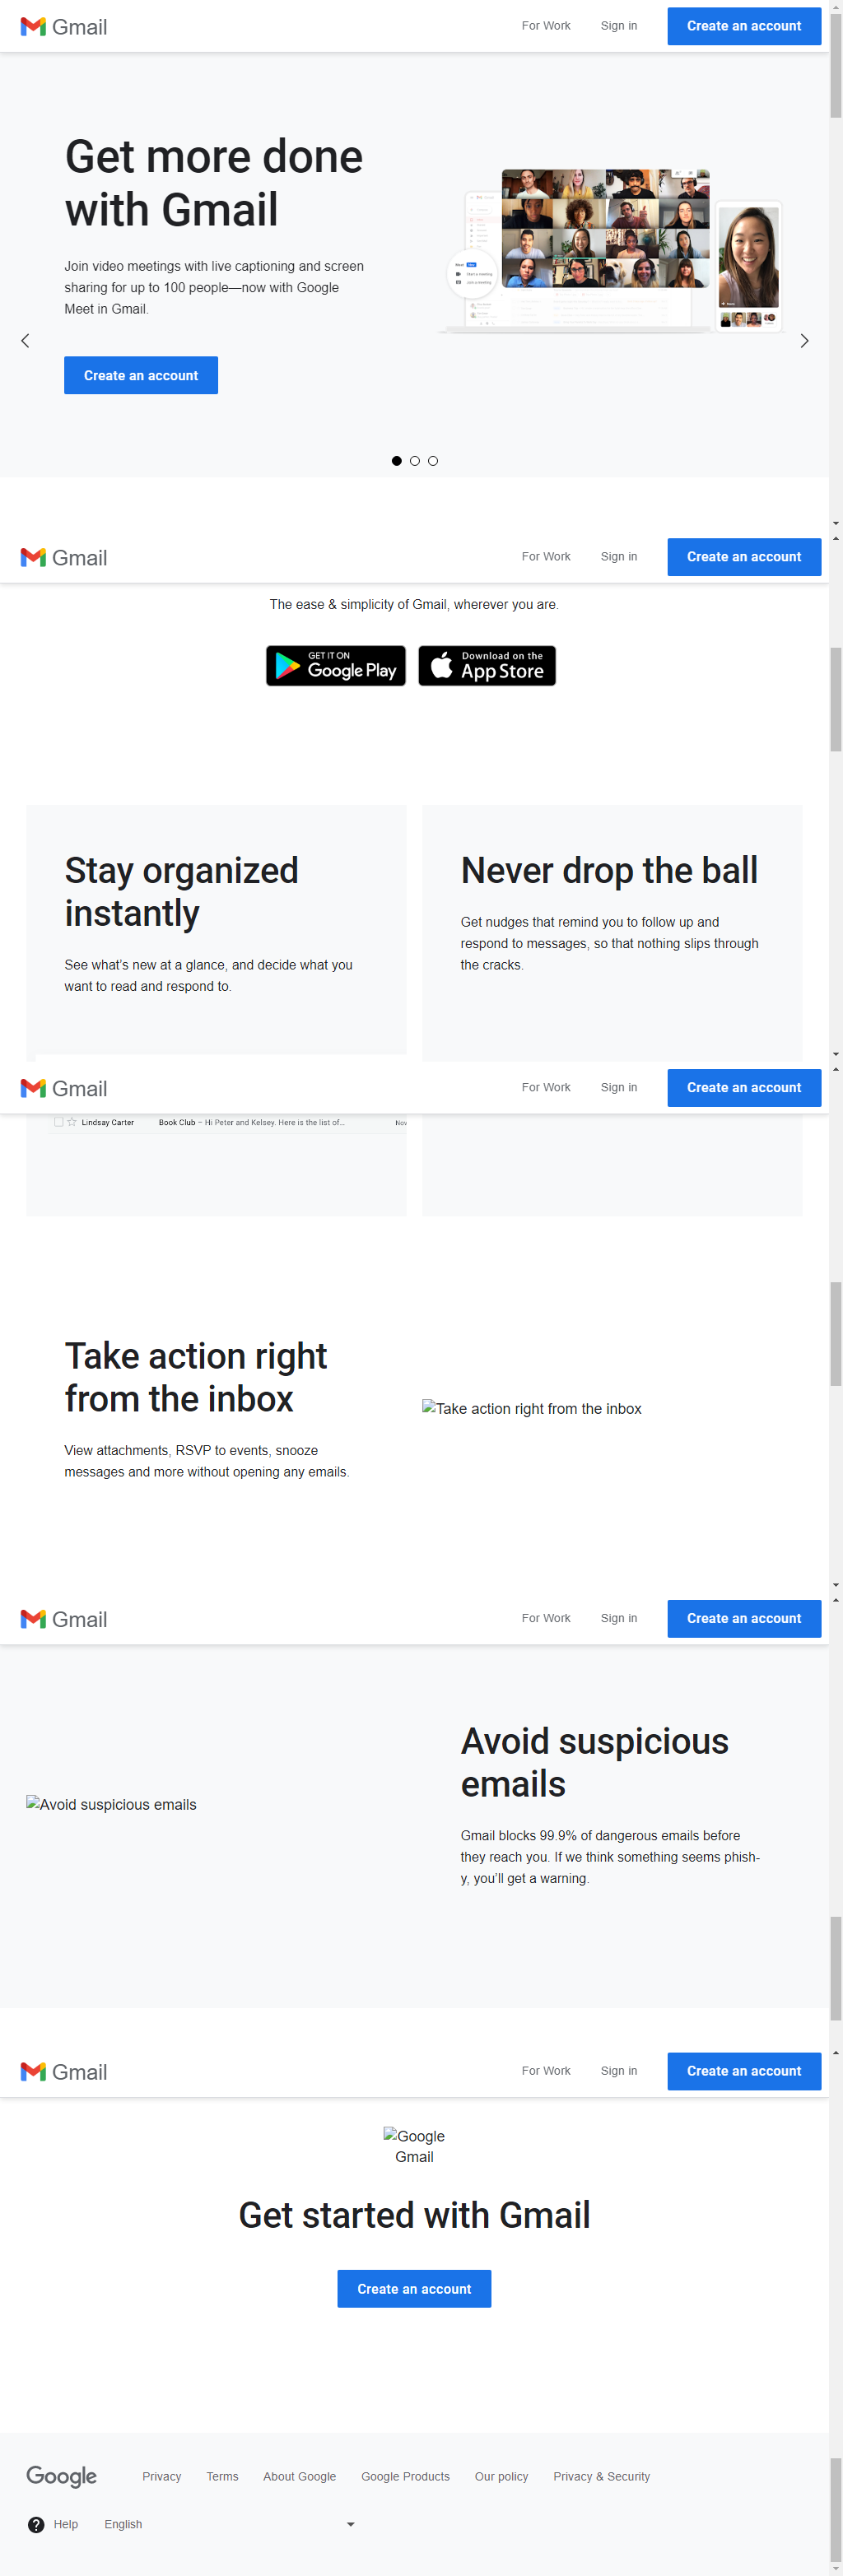 Gmail
For Work
Sign in
Create an account
Get more done
with Gmail
Join video meetings with live captioning and screen
sharing for up to 100 people—now with Google
Meet in Gmail.
Create an account
Gmail
For Work
Sign in
Create an account
The ease & simplicity of Gmail, wherever you are.
GET IT ON
Google Play
Download on the
App Store
Stay organized
instantly
See what's new at a glance, and decide what you
want to read and respond to.
Never drop the ball
Get nudges that remind you to follow up and
respond to messages, so that nothing slips through
the cracks.
Gmail
For Work
Sign in
Create an account
Lindsay Carter
Book Club – Hi Peter and Kelsey. Here is the list of...
Nov
Take action right
from the inbox
View attachments, RSVP to events, snooze
messages and more without opening any emails.
Take action right from the inbox
Gmail
For Work
Sign in
Create an account
Avoid suspicious emails
Avoid suspicious
emails
Gmail blocks 99.9% of dangerous emails before
they reach you. If we think something seems phish-
y, you'll get a warning.
Gmail
For Work
Sign in
Create an account
Google
Gmail
Get started with Gmail
Create an account
Google
Privacy
Terms
About Google
Google Products
Our policy
Privacy & Security
Help
English